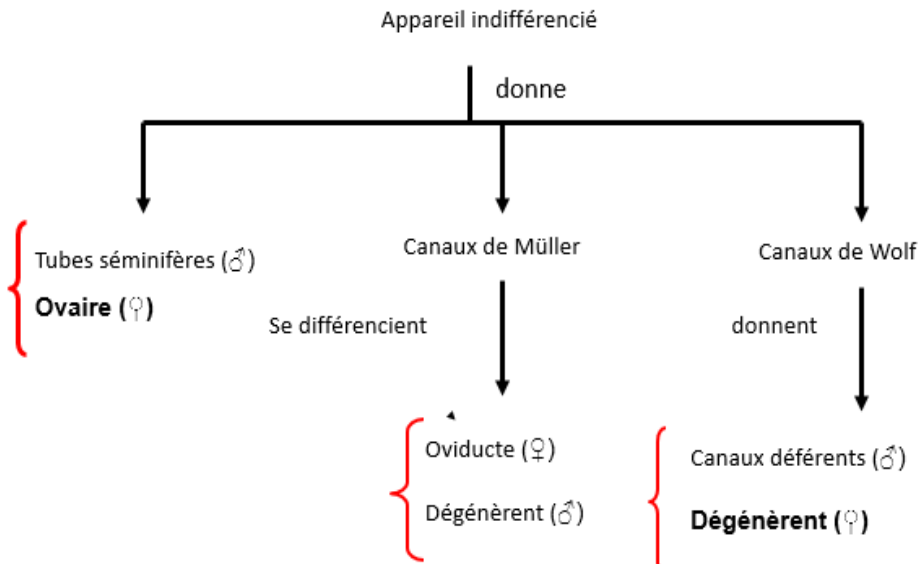 Appareil indifférencié
donne
Tubes séminifères (♂)
Ovaire (♀)
Canaux de Müller
Canaux de Wolf
Se différencient
donnent
Oviducte (♀)
Dégénèrent (♂)
Canaux déférents (♂)
Dégénèrent (♀)